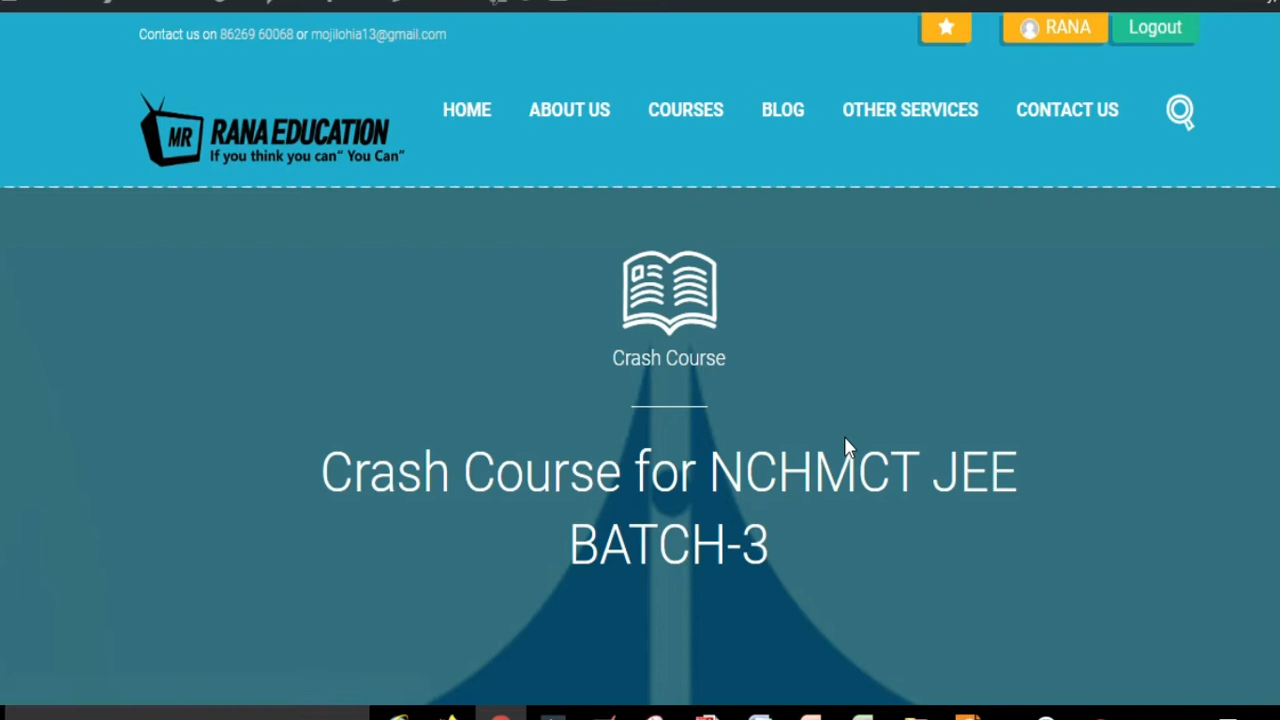 Contact us on 86269 60068 or mojilohia13@gmail.com
RANA
Logout
MR
RANA EDUCATION
If you think you can“ You Can”
HOME
ABOUT US
COURSES
BLOG
OTHER SERVICES
CONTACT US
Crash Course
Crash Course for NCHMCT JEE
BATCH-3